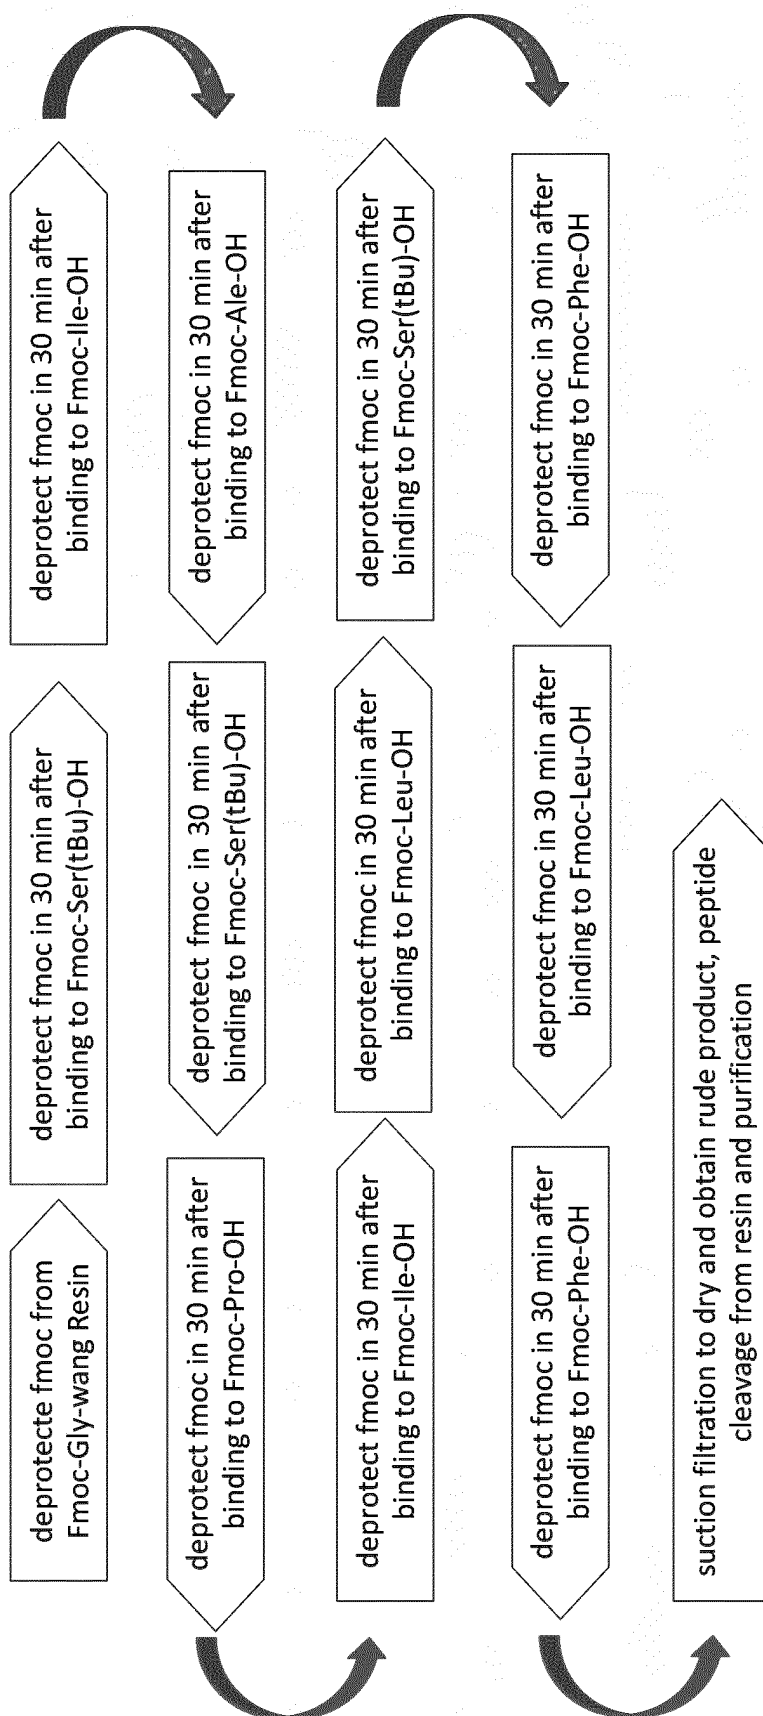 deprotecte fmoc from
Fmoc-Gly-wang Resin
deprotect fmoc in 30 min after
binding to Fmoc-Ser(tBu)-OH
deprotect fmoc in 30 min after
binding to Fmoc-Ile-OH
deprotect fmoc in 30 min after
binding to Fmoc-Ale-OH
deprotect fmoc in 30 min after
binding to Fmoc-Ser(tBu)-OH
deprotect fmoc in 30 min after
binding to Fmoc-Pro-OH
deprotect fmoc in 30 min after
binding to Fmoc-Ile-OH
deprotect fmoc in 30 min after
binding to Fmoc-Leu-OH
deprotect fmoc in 30 min after
binding to Fmoc-Ser(tBu)-OH
deprotect fmoc in 30 min after
binding to Fmoc-Phe-OH
deprotect fmoc in 30 min after
binding to Fmoc-Leu-OH
deprotect fmoc in 30 min after
binding to Fmoc-Phe-OH
suction filtration to dry and obtain rude product, peptide
cleavage from resin and purification